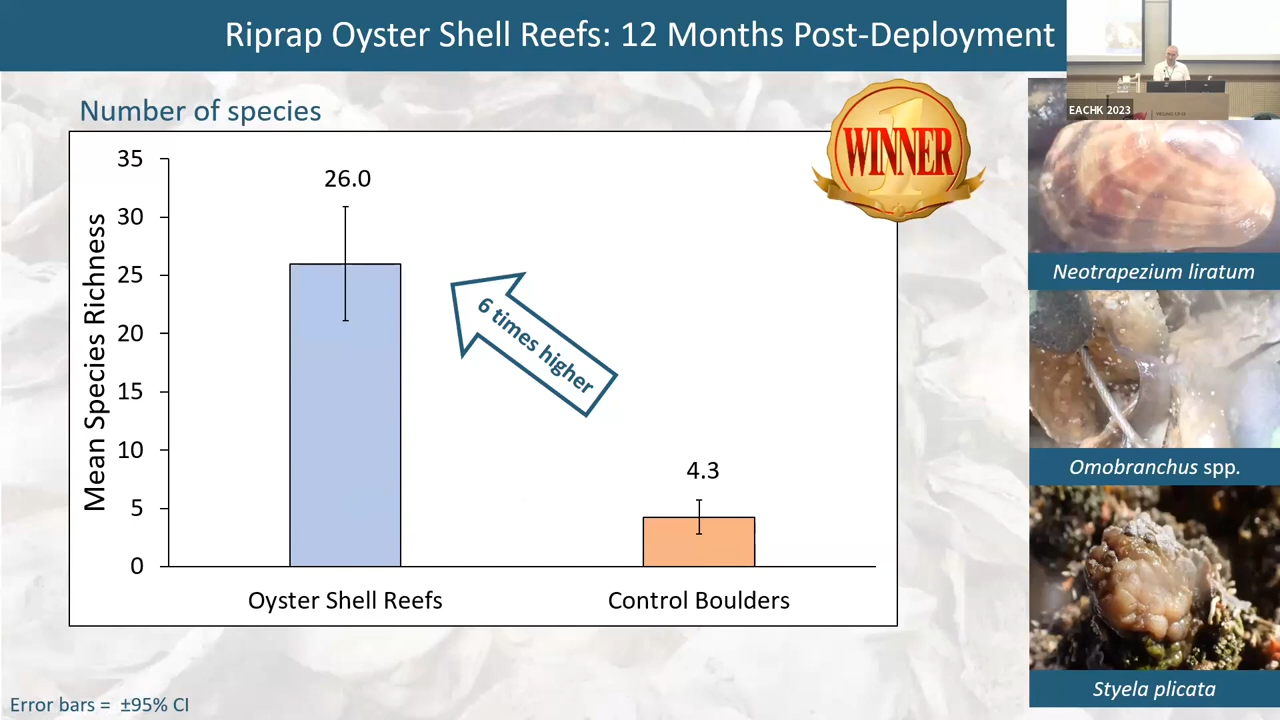 Riprap Oyster Shell Reefs: 12 Months Post-Deployment
EACHK 2023
Number of species
1
WINNER
Mean Species Richness
35
30
25
20
15
10
5
0
26.0
6 times higher
4.3
Oyster Shell Reefs
Control Boulders
Neotrapezium liratum
Omobranchus spp.
Styela plicata
Error bars = ±95% CI